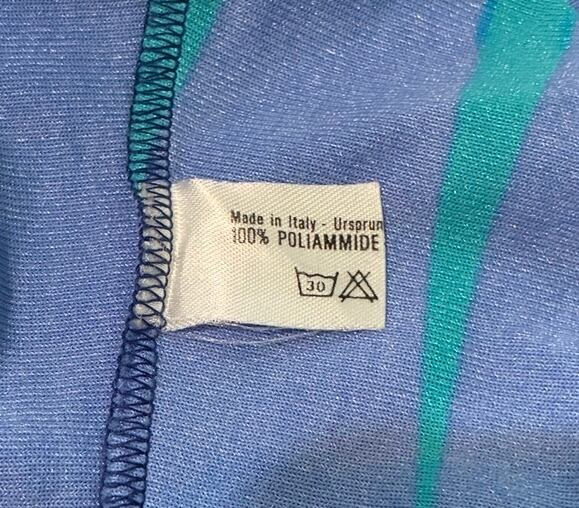 Made in Italy - Ursprun
100% POLIAMMIDE
30